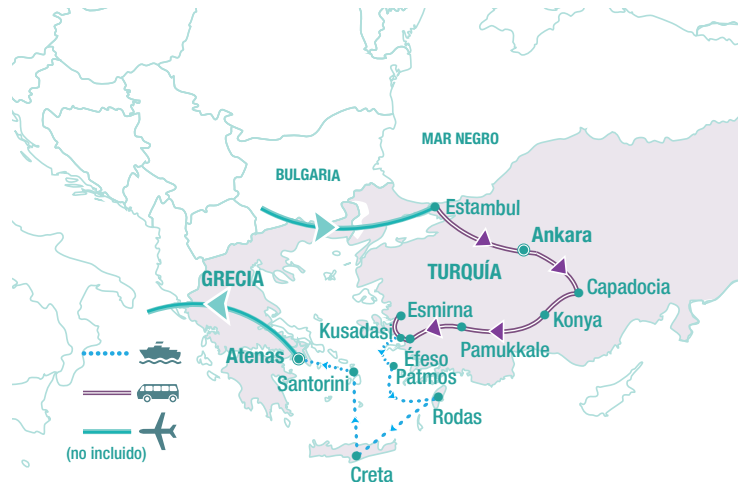 MAR NEGRO
BULGARIA
Estambul
Ankara
GRECIA
TURQUÍA
Capadocia
Esmirna
Konya
Kusadasi
Pamukkale
Atenas
Éfeso
Santorini
Patmos
Rodas
(no incluido)
Creta